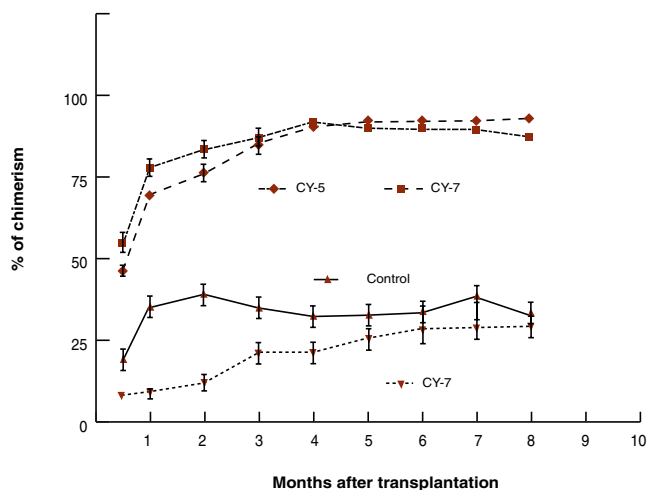 % of chimerism
100
75
50
25
0
CY-5
CY-7
Control
CY-7
1 2 3 4 5 6 7 8 9 10
Months after transplantation